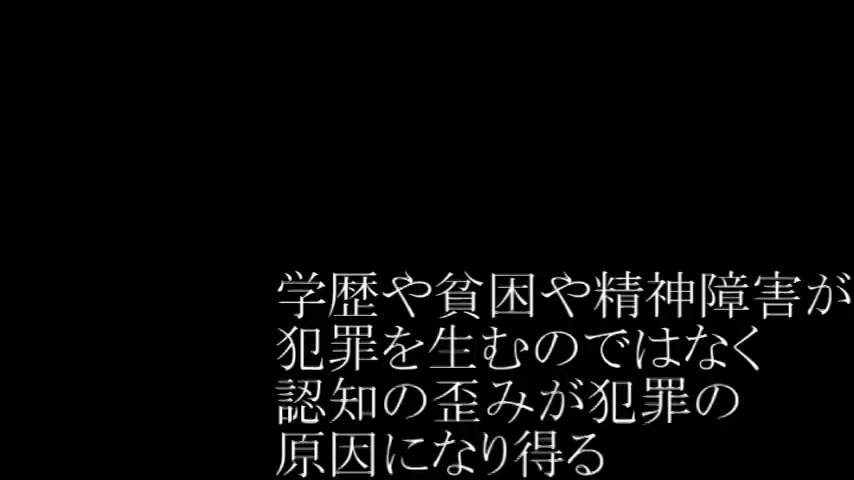 学歴や貧困や精神障害が
犯罪を生むのではなく
認知の歪みが犯罪の
原因になり得る